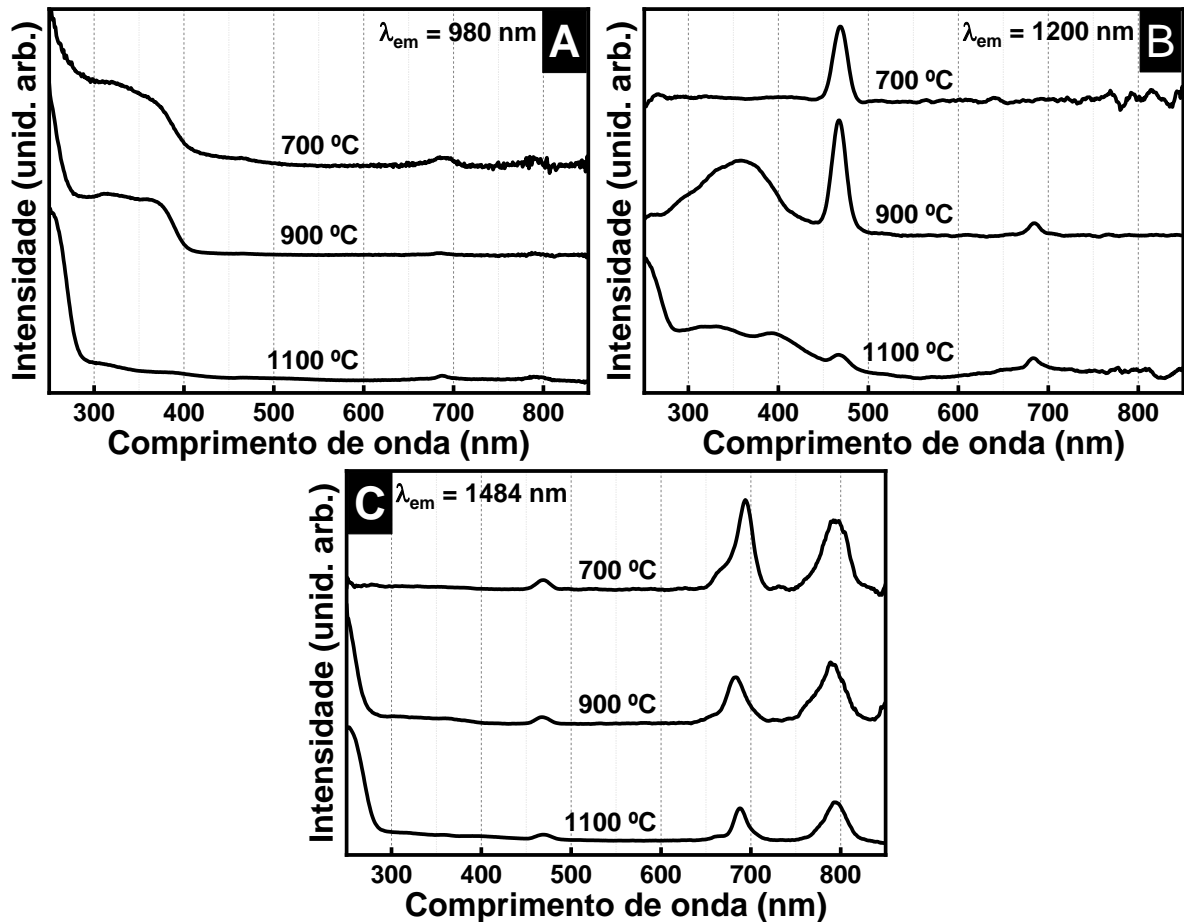 A
λem = 980 nm
700 ºC
900 ºC
1100 ºC
300 400 500 600 700 800
Comprimento de onda (nm)
Intensidade (unid. arb.)
B
λem = 1200 nm
700 ºC
900 ºC
1100 ºC
300 400 500 600 700 800
Comprimento de onda (nm)
Intensidade (unid. arb.)
C
λem = 1484 nm
700 ºC
900 ºC
1100 ºC
300 400 500 600 700 800
Comprimento de onda (nm)
Intensidade (unid. arb.)